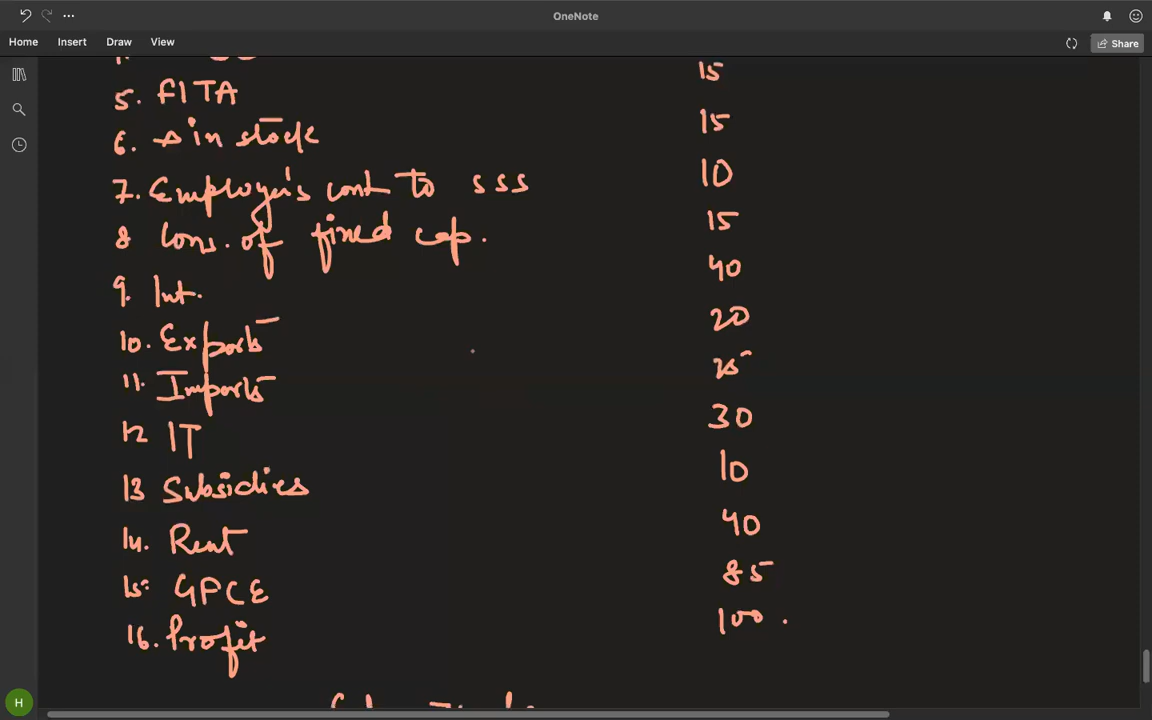 OneNote
Home Insert Draw View Share
15
5. FITA 15
6. Δ in stock 10
7. Employer's cont to SSS 15
8 Cons. of fixed cap. 40
9. Int. 20
10. Exports 25
11. Imports 30
12 IT 10
13 Subsidies 40
14. Rent 85
15. GPCE 100.
16. Profit
H